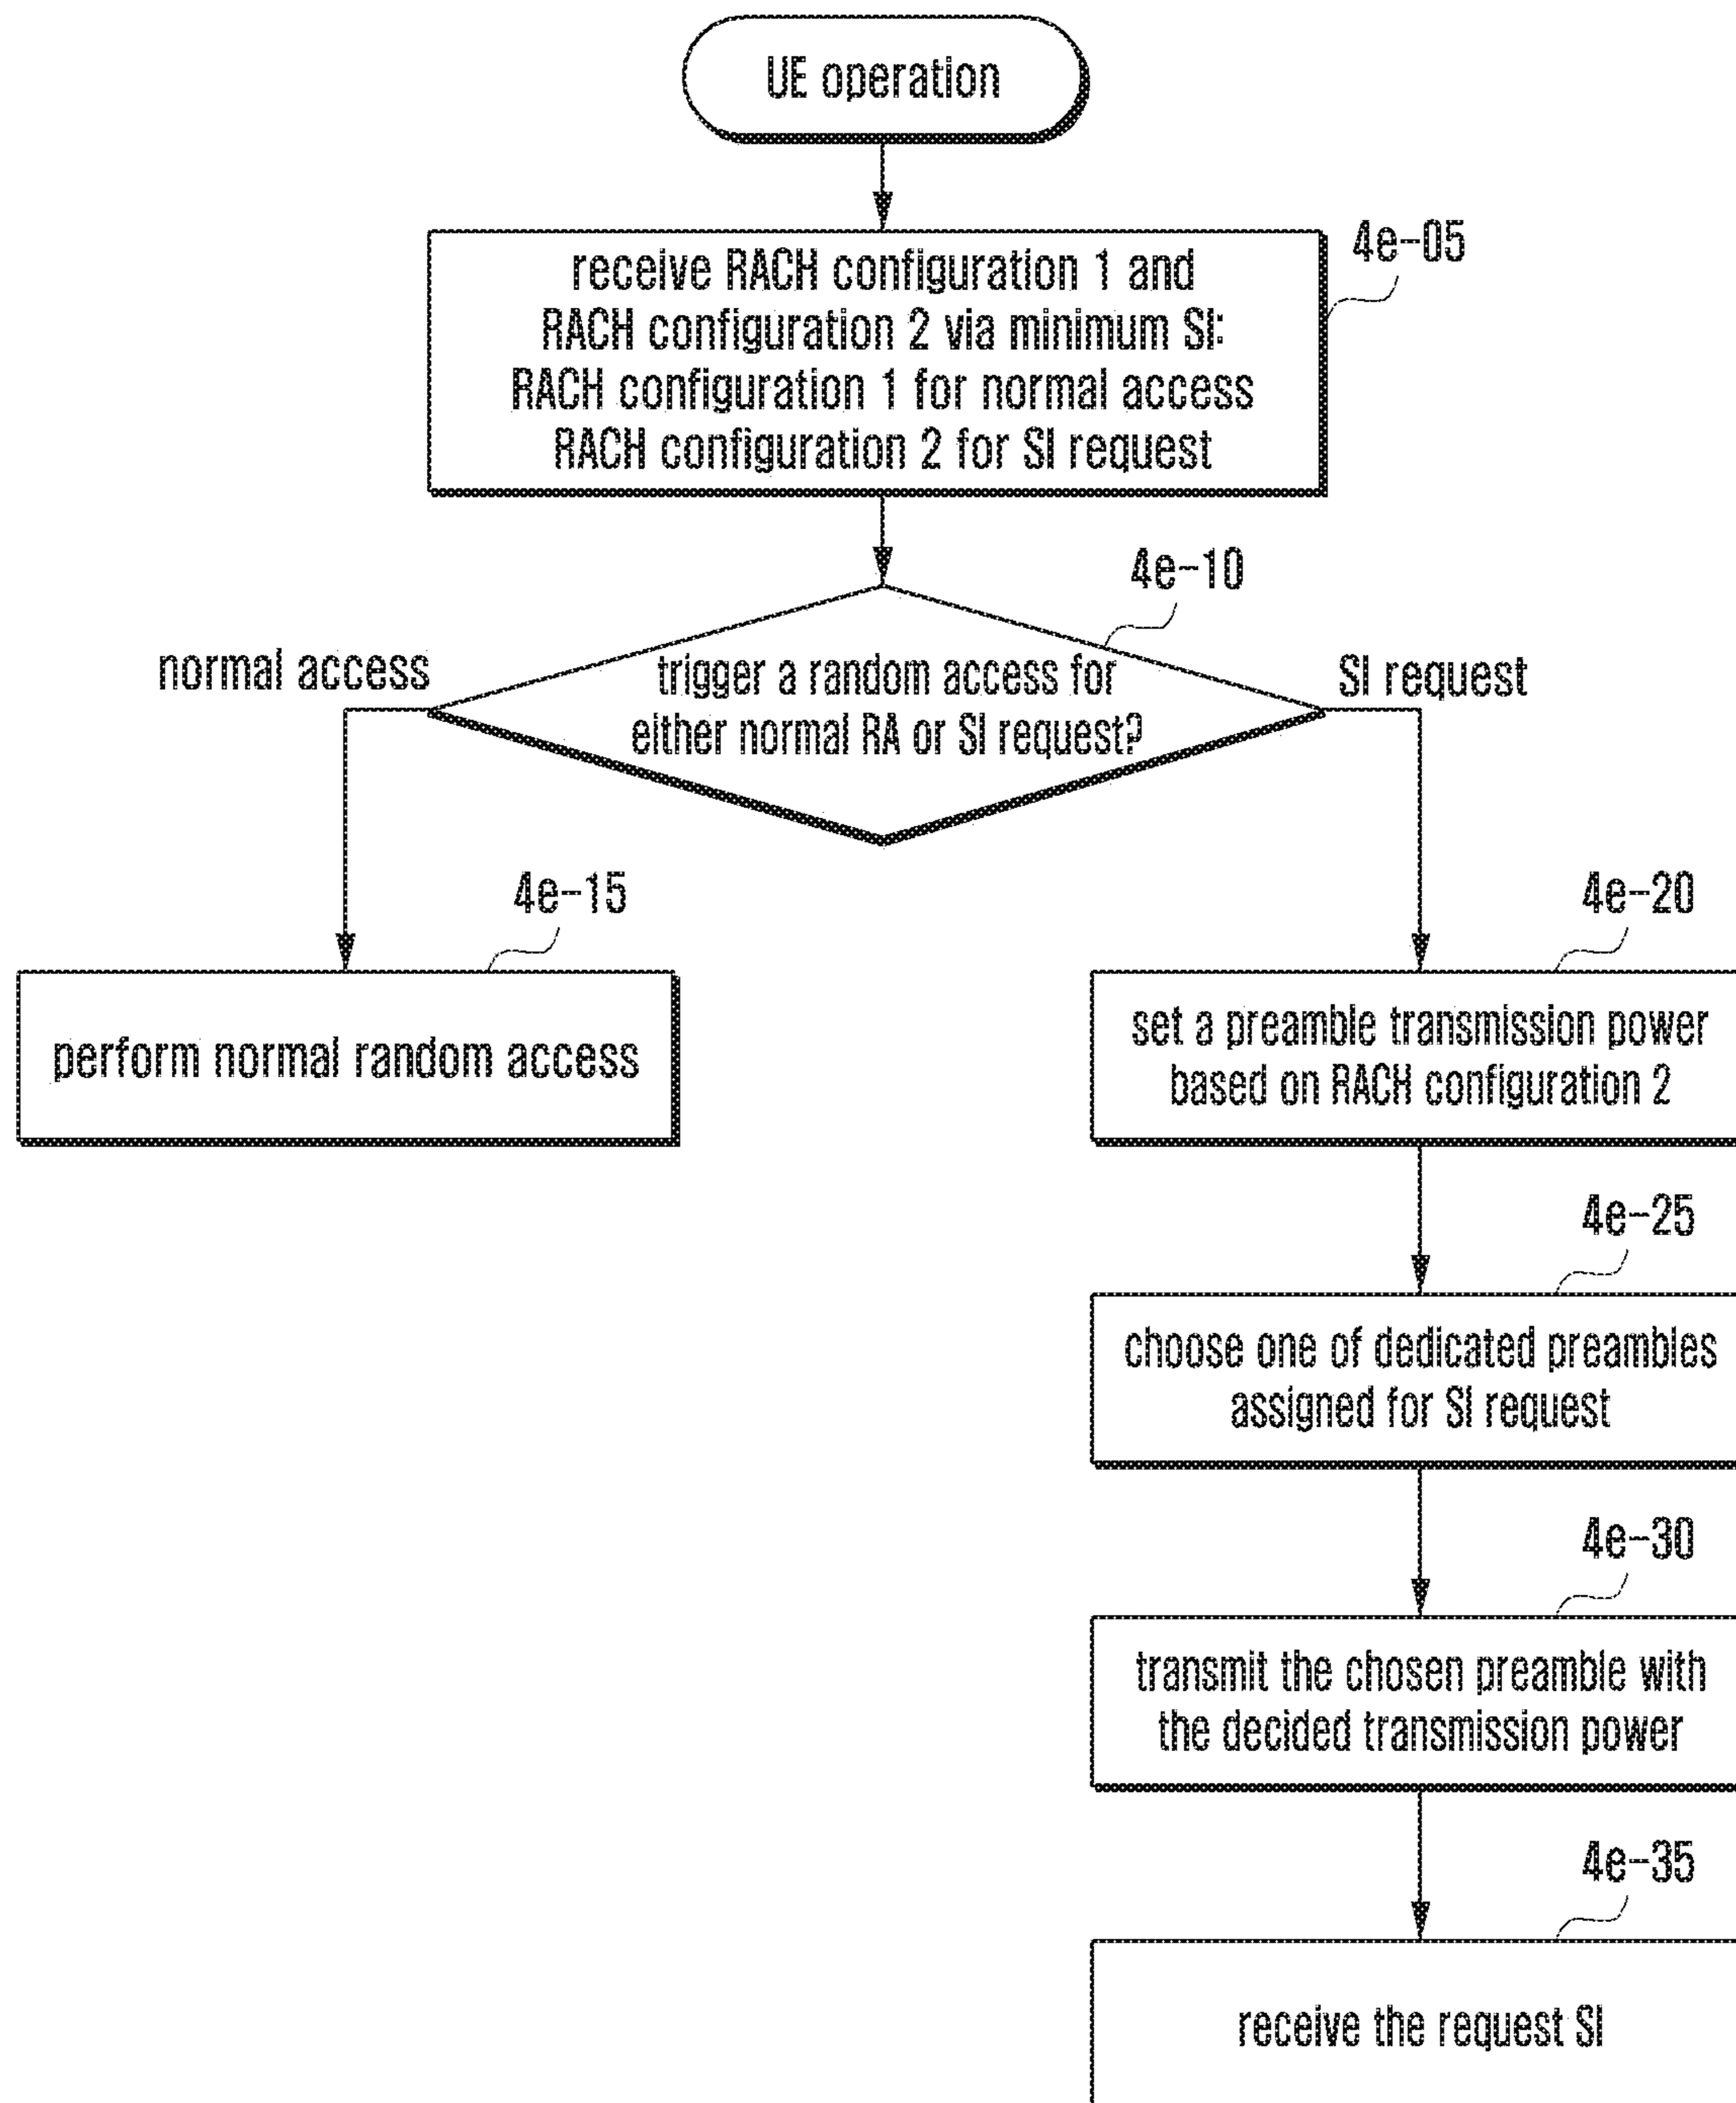 UE operation
4e-05
receive RACH configuration 1 and
RACH configuration 2 via minimum SI:
RACH configuration 1 for normal access
RACH configuration 2 for SI request
4e-10
normal access
trigger a random access for
either normal RA or SI request?
SI request
4e-15
perform normal random access
4e-20
set a preamble transmission power
based on RACH configuration 2
4e-25
choose one of dedicated preambles
assigned for SI request
4e-30
transmit the chosen preamble with
the decided transmission power
4e-35
receive the request SI